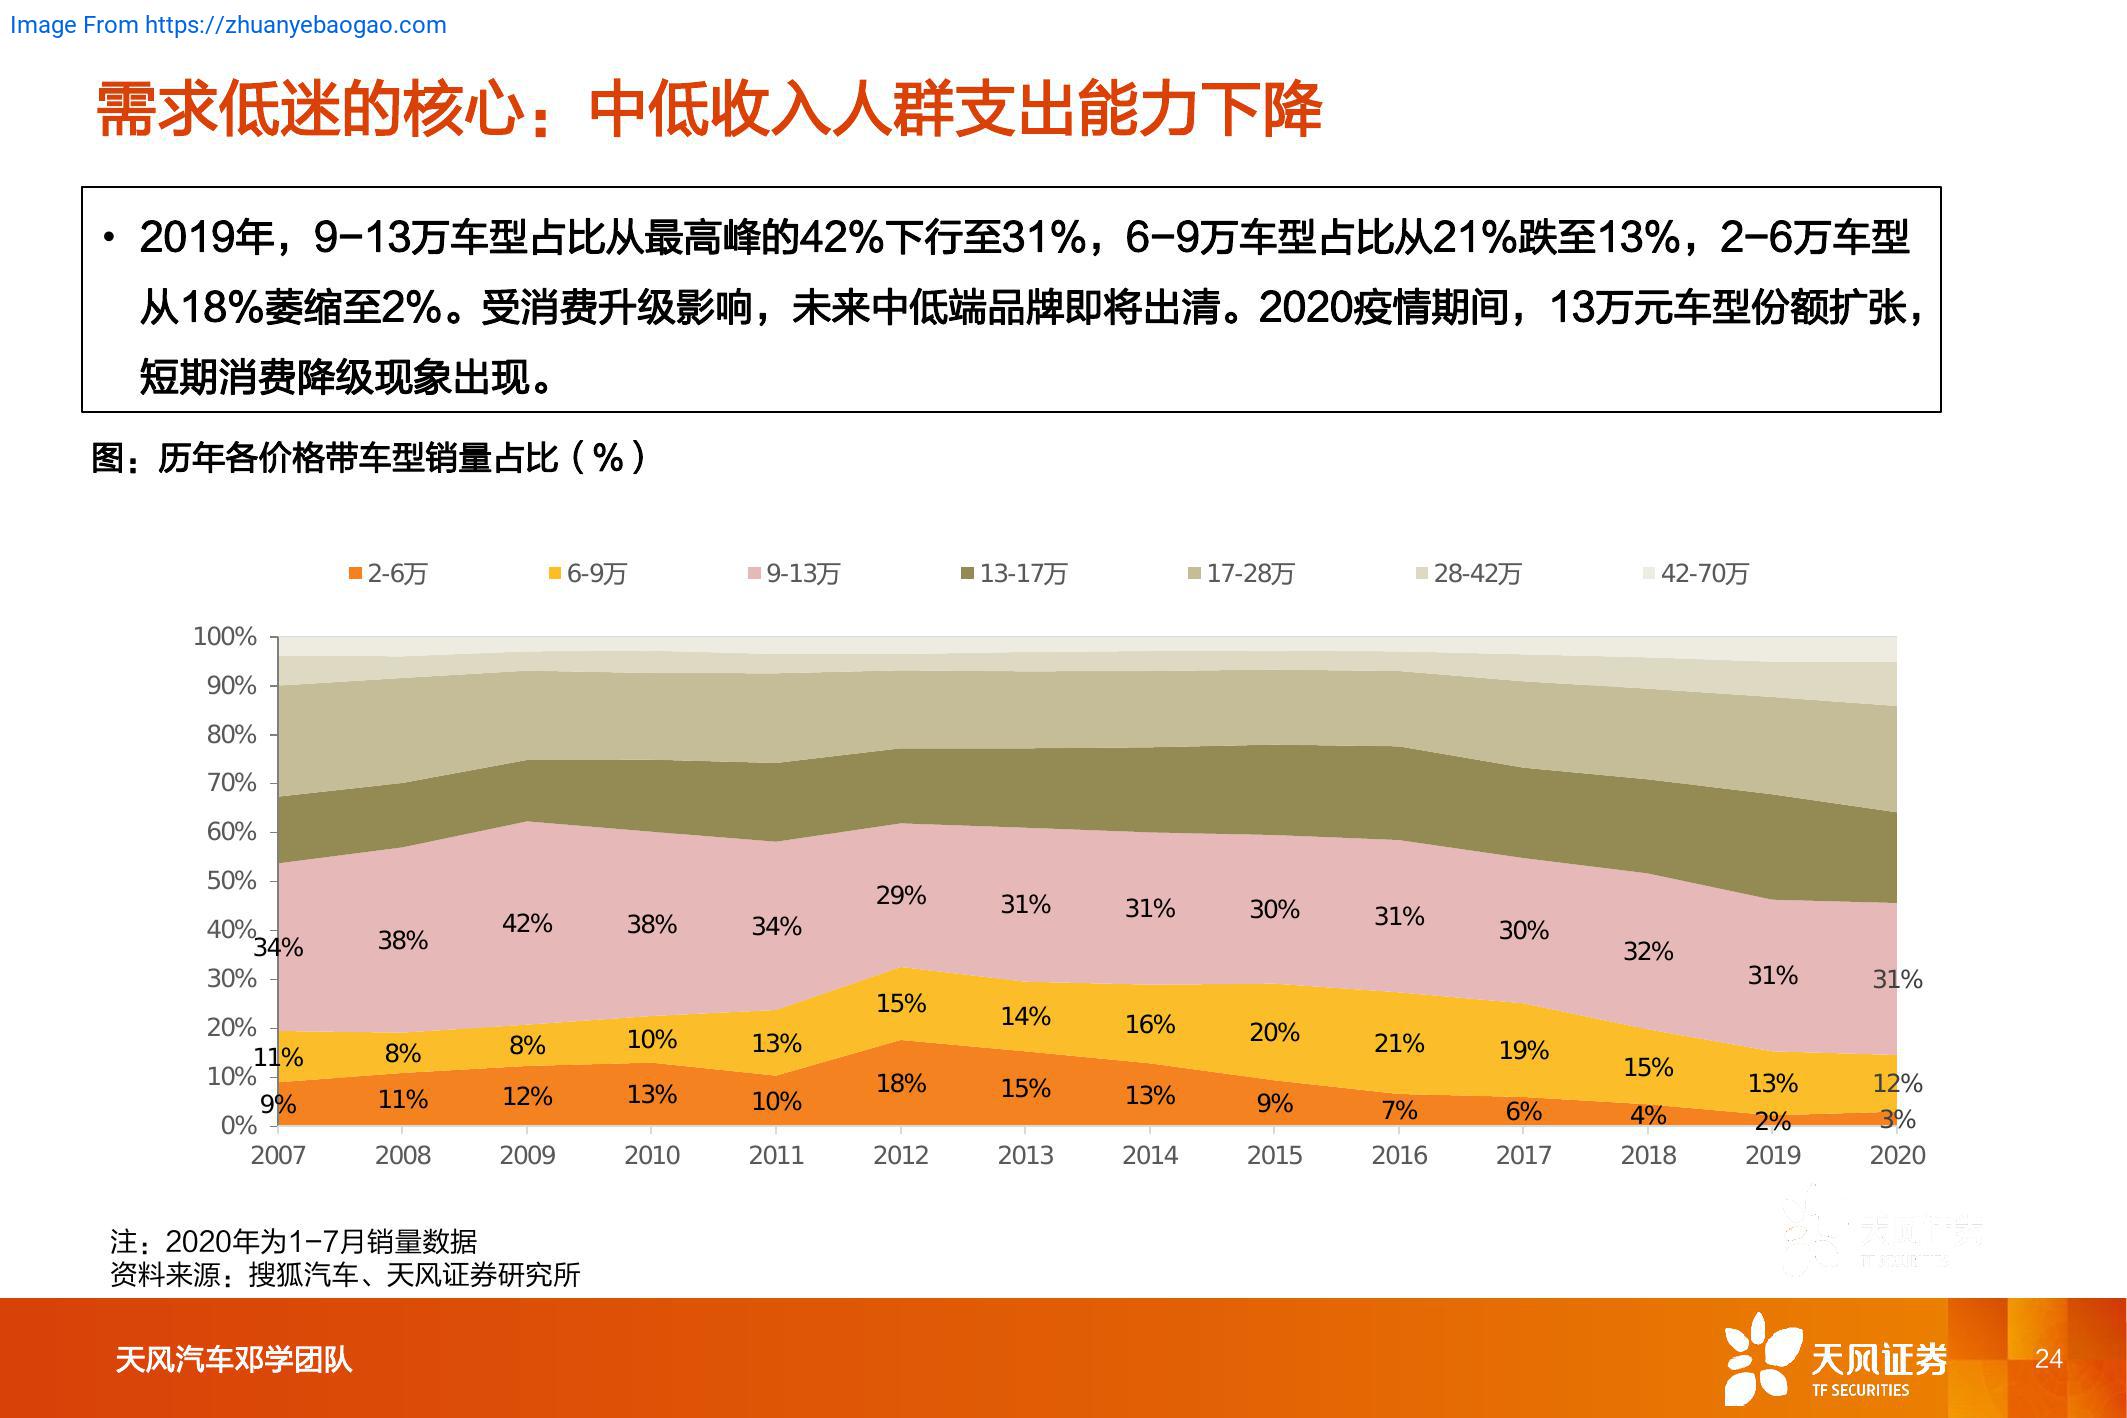 Image From https://zhuanyebaogao.com
需求低迷的核心：中低收入人群支出能力下降
• 2019年，9-13万车型占比从最高峰的42%下行至31%，6-9万车型占比从21%跌至13%，2-6万车型
从18%萎缩至2%。受消费升级影响，未来中低端品牌即将出清。2020疫情期间，13万元车型份额扩张，
短期消费降级现象出现。
图：历年各价格带车型销量占比（%）
2-6万 6-9万 9-13万 13-17万 17-28万 28-42万 42-70万
100%
90%
80%
70%
60%
50%
40%
30%
20%
10%
0%
34% 38% 42% 38% 34% 29% 31% 31% 30% 31% 30% 32% 31% 31%
11% 8% 8% 10% 13% 15% 14% 16% 20% 21% 19% 15% 13% 12%
9% 11% 12% 13% 10% 18% 15% 13% 9% 7% 6% 4% 2% 3%
2007 2008 2009 2010 2011 2012 2013 2014 2015 2016 2017 2018 2019 2020
天风证券
TF SECURITIES
注：2020年为1-7月销量数据
资料来源：搜狐汽车、天风证券研究所
天风汽车邓学团队
天风证券
TF SECURITIES
24